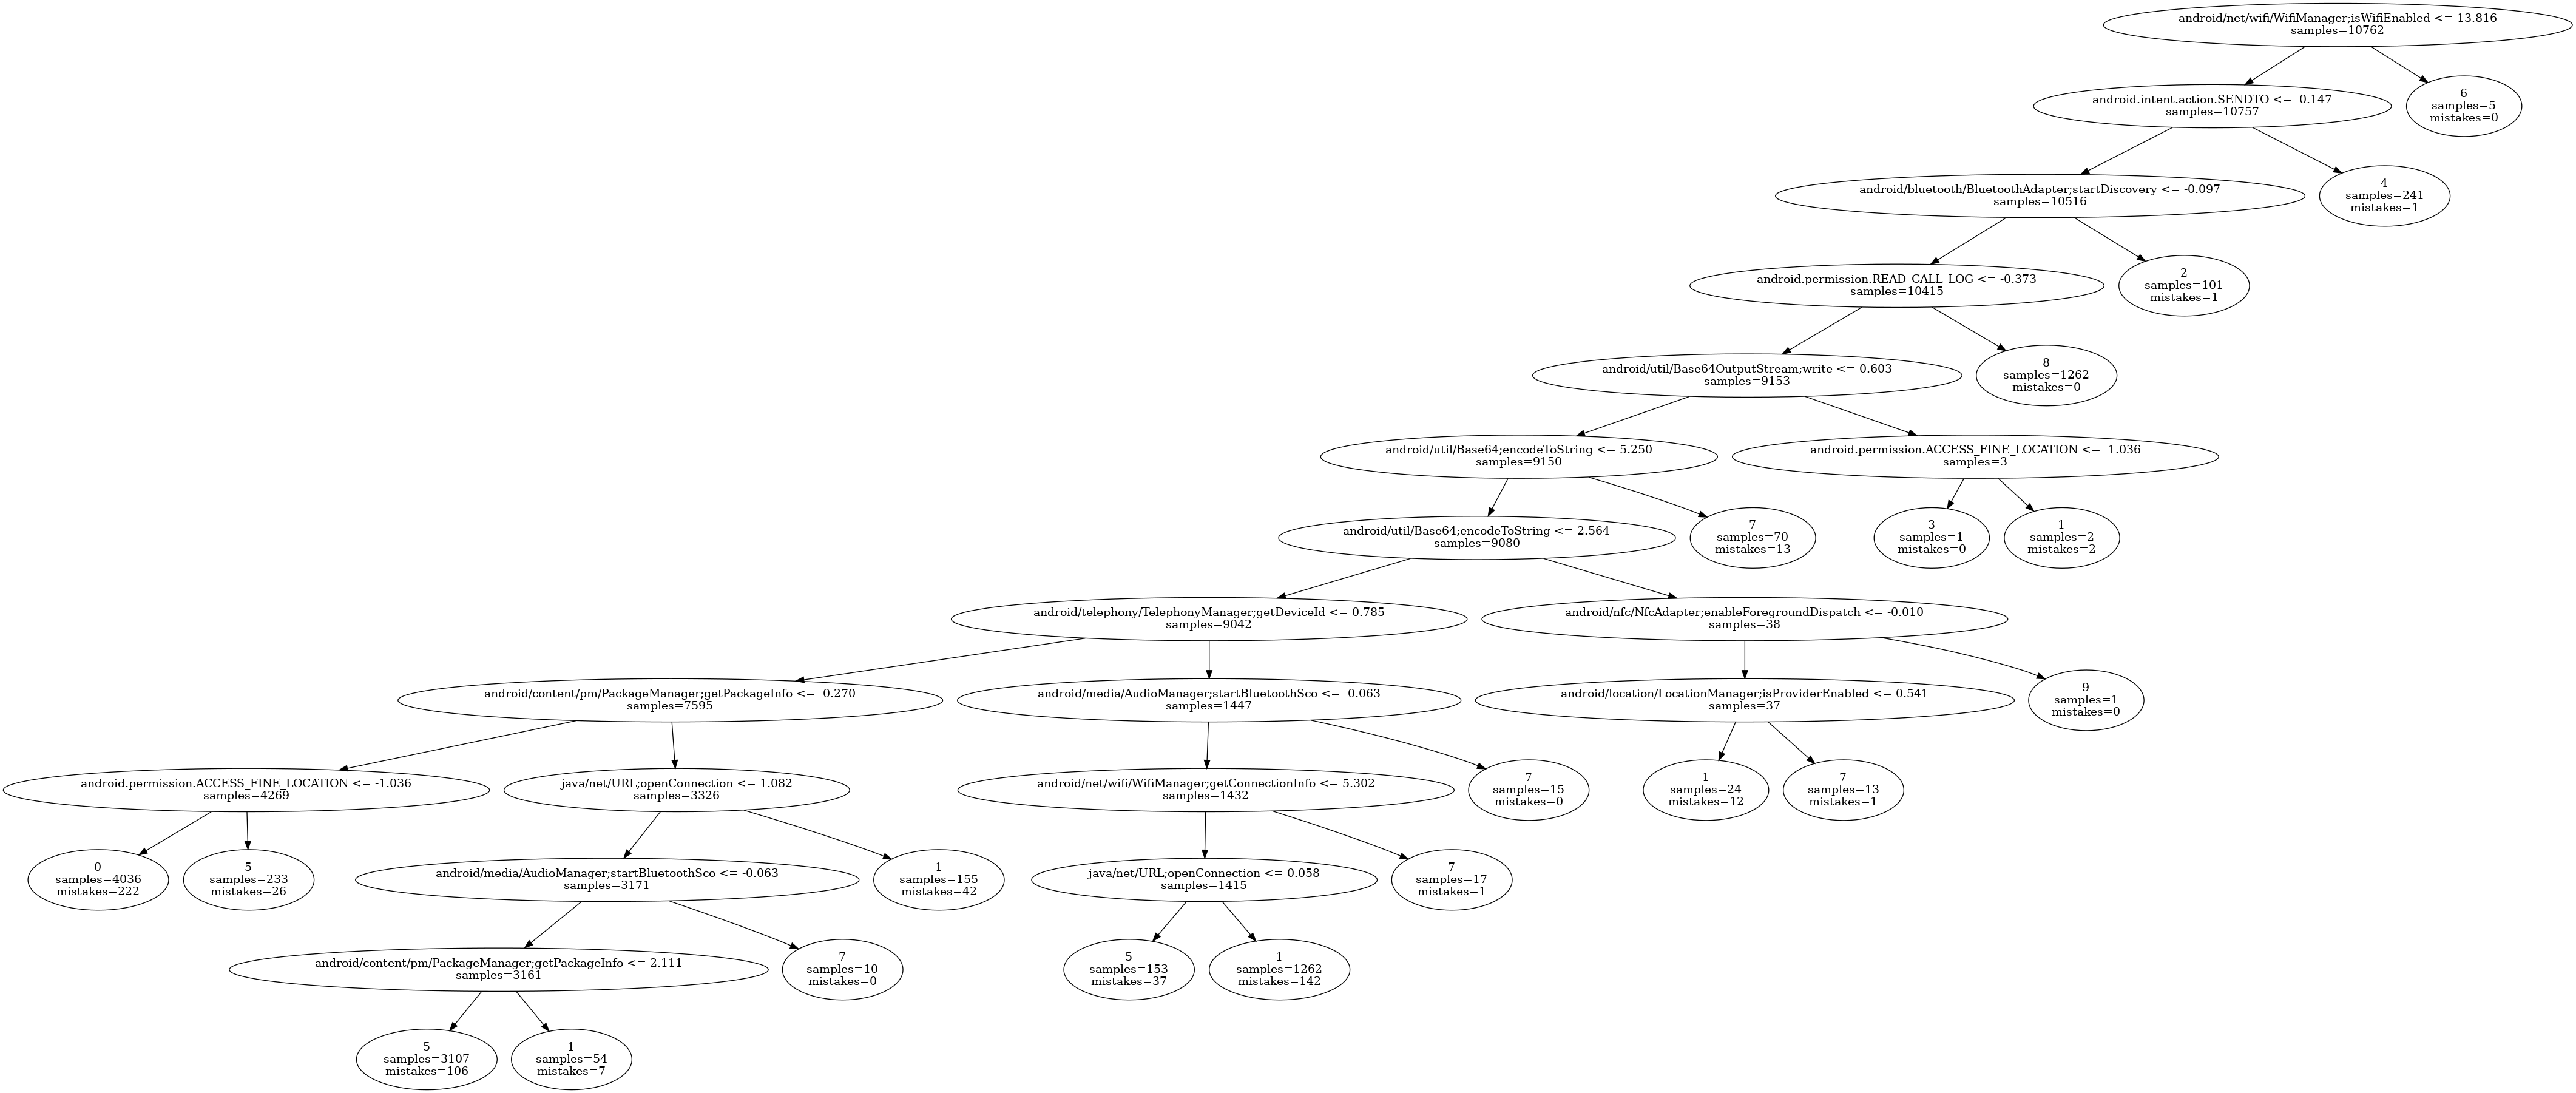 android/net/wifi/WifiManager;isWifiEnabled <= 13.816
samples=10762
android.intent.action.SENDTO <= -0.147
samples=10757
6
samples=5
mistakes=0
android/bluetooth/BluetoothAdapter;startDiscovery <= -0.097
samples=10516
4
samples=241
mistakes=1
android.permission.READ_CALL_LOG <= -0.373
samples=10415
2
samples=101
mistakes=1
android/util/Base64OutputStream;write <= 0.603
samples=9153
8
samples=1262
mistakes=0
android/util/Base64;encodeToString <= 5.250
samples=9150
android.permission.ACCESS_FINE_LOCATION <= -1.036
samples=3
android/util/Base64;encodeToString <= 2.564
samples=9080
7
samples=70
mistakes=13
3
samples=1
mistakes=0
1
samples=2
mistakes=2
android/telephony/TelephonyManager;getDeviceId <= 0.785
samples=9042
android/nfc/NfcAdapter;enableForegroundDispatch <= -0.010
samples=38
android/content/pm/PackageManager;getPackageInfo <= -0.270
samples=7595
android/media/AudioManager;startBluetoothSco <= -0.063
samples=1447
android/location/LocationManager;isProviderEnabled <= 0.541
samples=37
9
samples=1
mistakes=0
android.permission.ACCESS_FINE_LOCATION <= -1.036
samples=4269
java/net/URL;openConnection <= 1.082
samples=3326
android/net/wifi/WifiManager;getConnectionInfo <= 5.302
samples=1432
7
samples=15
mistakes=0
1
samples=24
mistakes=12
7
samples=13
mistakes=1
0
samples=4036
mistakes=222
5
samples=233
mistakes=26
android/media/AudioManager;startBluetoothSco <= -0.063
samples=3171
1
samples=155
mistakes=42
java/net/URL;openConnection <= 0.058
samples=1415
7
samples=17
mistakes=1
android/content/pm/PackageManager;getPackageInfo <= 2.111
samples=3161
7
samples=10
mistakes=0
5
samples=153
mistakes=37
1
samples=1262
mistakes=142
5
samples=3107
mistakes=106
1
samples=54
mistakes=7